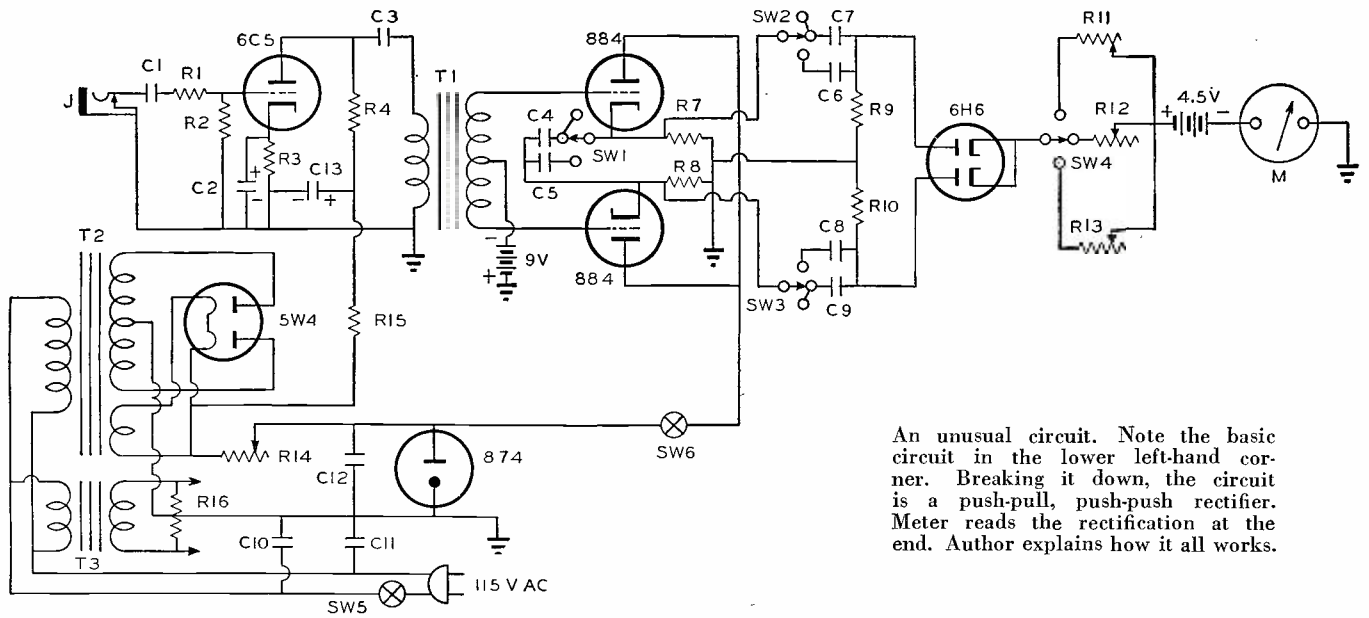 C3
6C5
884
SW2
C7
R11
C1
R1
T1
J
R2
R4
C4
R7
C6
R9
6H6
R12
+ 4.5V -
SW1
R3
C13
R8
SW4
M
C2
+
-
- +
C5
R10
R13
T2
-
+ 9V
884
C8
SW3
C9
5W4
R15
R14
C12
874
SW6
R16
C10
C11
T3
115 V AC
SW5
An unusual circuit. Note the basic
circuit in the lower left-hand cor-
ner. Breaking it down, the circuit
is a push-pull, push-push rectifier.
Meter reads the rectification at the
end. Author explains how it all works.